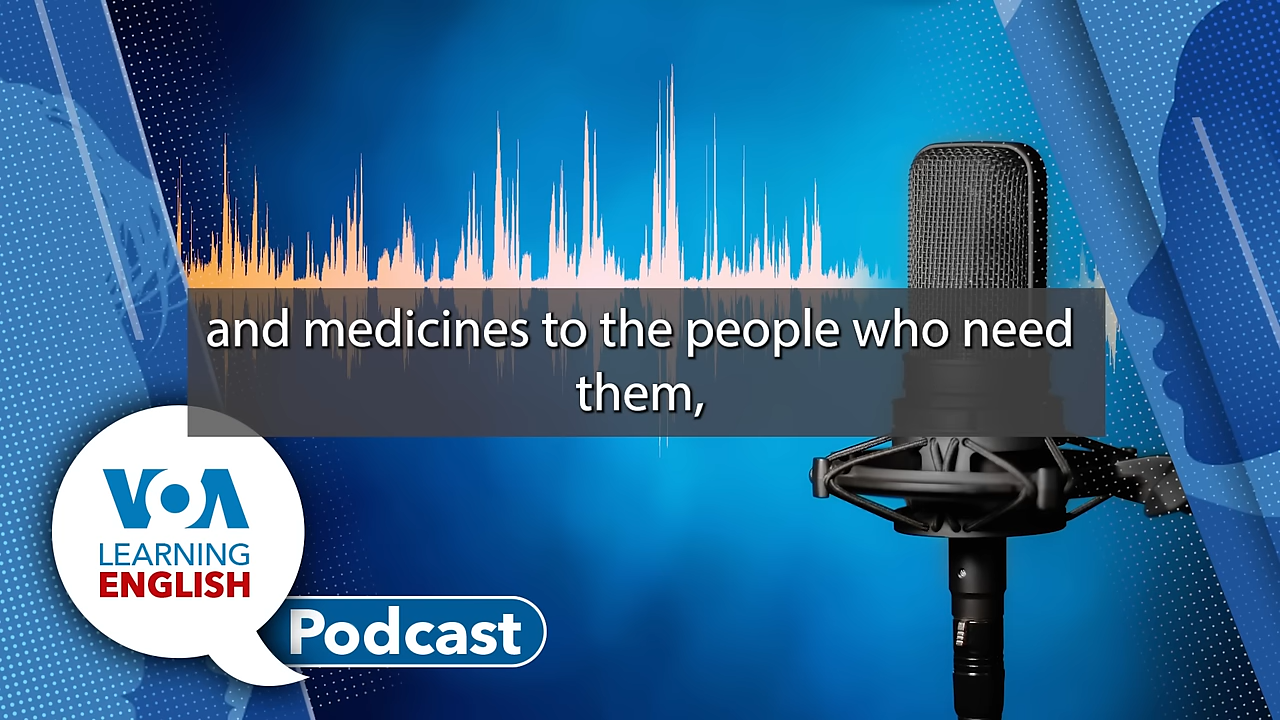 and medicines to the people who need
them,
VOA
LEARNING
ENGLISH
Podcast